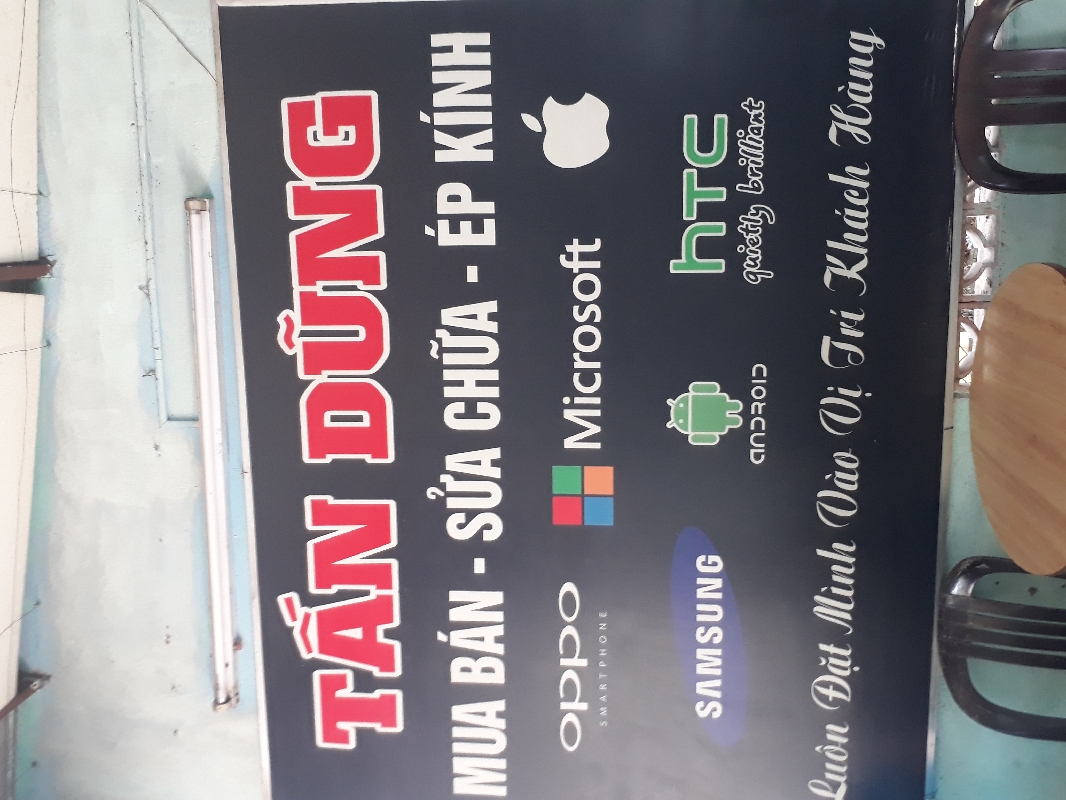 TẤN DŨNG
MUA BÁN - SỬA CHỮA - ÉP KÍNH
oppo Microsoft
SMARTPHONE
SAMSUNG ANDROID hTC
quietly brilliant
Luôn Đặt Mình Vào Vị Trí Khách Hàng